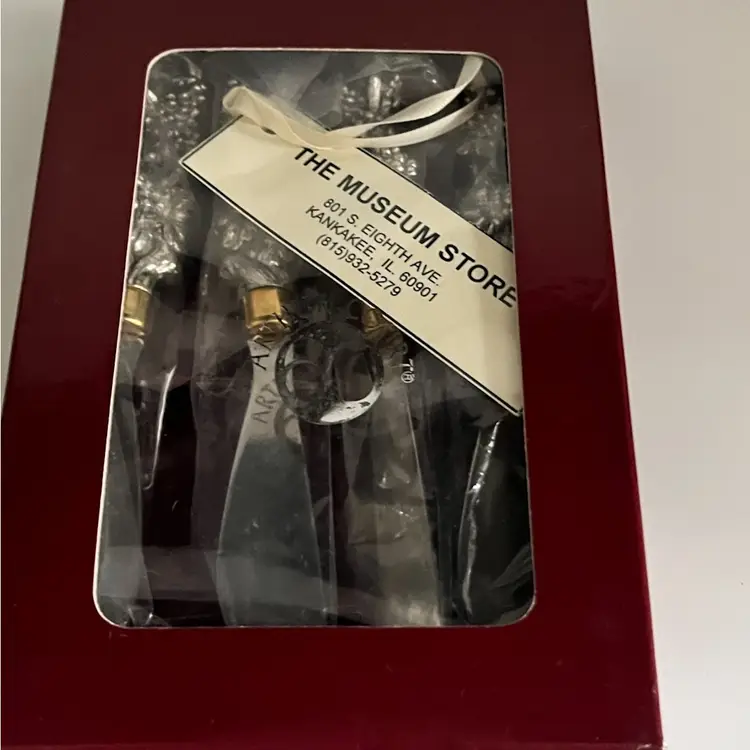 THE MUSEUM STORE
801 S. EIGHTH AVE.
KANKAKEE, IL 60901
(815)932-5279